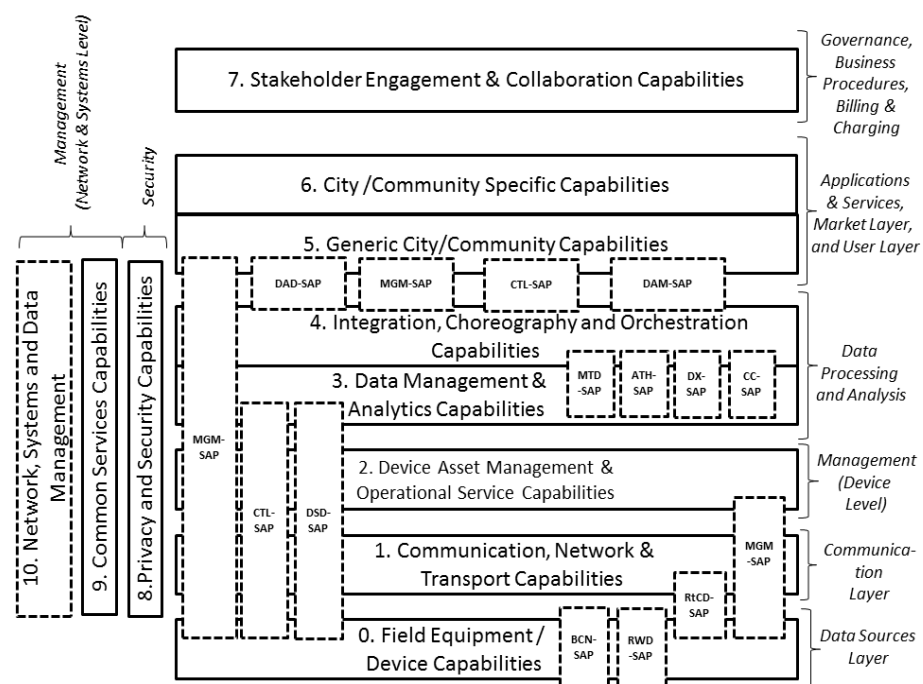 Management
(Network & Systems Level)
Security
10. Network, Systems and Data
Management
9. Common Services Capabilities
8.Privacy and Security Capabilities
7. Stakeholder Engagement & Collaboration Capabilities
Governance,
Business
Procedures,
Billing &
Charging
6. City /Community Specific Capabilities
5. Generic City/Community Capabilities
Applications
& Services,
Market Layer,
and User Layer
DAD-SAP
MGM-SAP
CTL-SAP
DAM-SAP
4. Integration, Choreography and Orchestration
Capabilities
3. Data Management &
Analytics Capabilities
MTD
-SAP
ATH-
SAP
DX-
SAP
CC-
SAP
Data
Processing
and Analysis
MGM-
SAP
CTL-
SAP
DSD-
SAP
2. Device Asset Management &
Operational Service Capabilities
Management
(Device
Level)
1. Communication, Network &
Transport Capabilities
MGM
-SAP
RtCD-
SAP
Communica-
tion
Layer
0. Field Equipment /
Device Capabilities
BCN-
SAP
RWD
-SAP
Data Sources
Layer